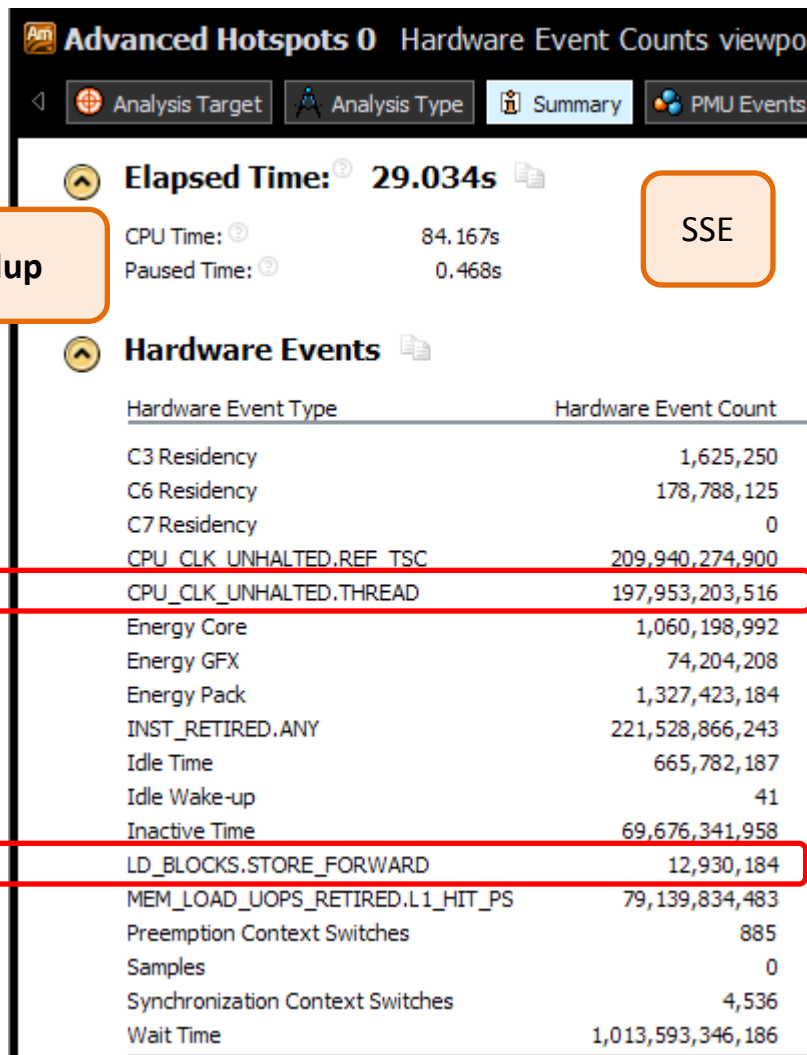 Am Advanced Hotspots 0 Hardware Event Counts viewpo
Analysis Target Analysis Type Summary PMU Events
Elapsed Time: 29.034s
CPU Time: 84.167s
Paused Time: 0.468s
SSE
lup
Hardware Events
Hardware Event Type Hardware Event Count
C3 Residency 1,625,250
C6 Residency 178,788,125
C7 Residency 0
CPU_CLK_UNHALTED.REF_TSC 209,940,274,900
CPU_CLK_UNHALTED.THREAD 197,953,203,516
Energy Core 1,060,198,992
Energy GFX 74,204,208
Energy Pack 1,327,423,184
INST_RETIRED.ANY 221,528,866,243
Idle Time 665,782,187
Idle Wake-up 41
Inactive Time 69,676,341,958
LD_BLOCKS.STORE_FORWARD 12,930,184
MEM_LOAD_UOPS_RETIRED.L1_HIT_PS 79,139,834,483
Preemption Context Switches 885
Samples 0
Synchronization Context Switches 4,536
Wait Time 1,013,593,346,186